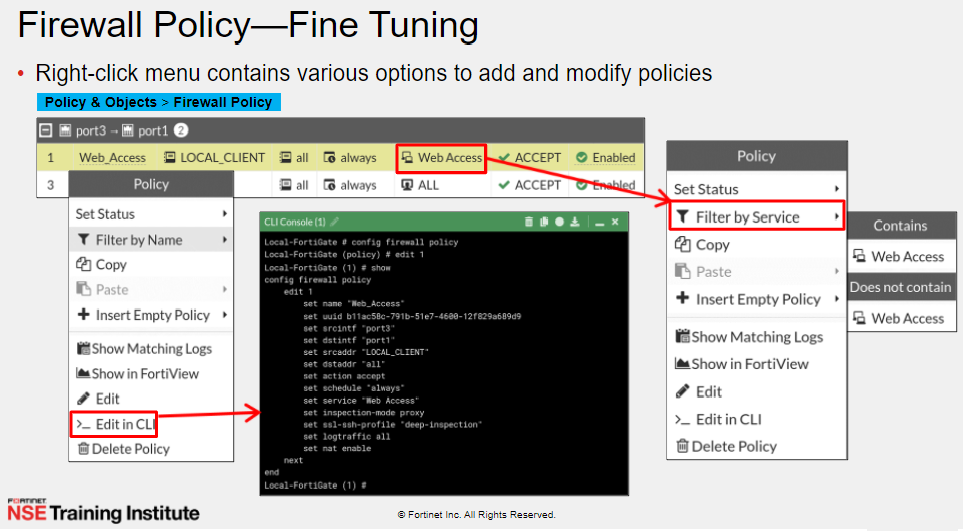 Firewall Policy—Fine Tuning
• Right-click menu contains various options to add and modify policies
Policy & Objects > Firewall Policy
port3 → port1 2
1 Web_Access LOCAL_CLIENT all always Web Access ACCEPT Enabled
3 all always ALL ACCEPT Enabled
Policy
Set Status
Filter by Name
Copy
Paste
Insert Empty Policy
Show Matching Logs
Show in FortiView
Edit
>_ Edit in CLI
Delete Policy
CLI Console (1)
Local-FortiGate # config firewall policy
Local-FortiGate (policy) # edit 1
Local-FortiGate (1) # show
config firewall policy
edit 1
set name "Web_Access"
set uuid b11ac58c-791b-51e7-4600-12f829a689d9
set srcintf "port3"
set dstintf "port1"
set srcaddr "LOCAL_CLIENT"
set dstaddr "all"
set action accept
set schedule "always"
set service "Web Access"
set inspection-mode proxy
set ssl-ssh-profile "deep-inspection"
set logtraffic all
set nat enable
next
end
Local-FortiGate (1) #
Policy
Set Status
Filter by Service
Copy
Paste
Insert Empty Policy
Show Matching Logs
Show in FortiView
Edit
>_ Edit in CLI
Delete Policy
Contains
Web Access
Does not contain
Web Access
FORTINET
NSE Training Institute
© Fortinet Inc. All Rights Reserved.